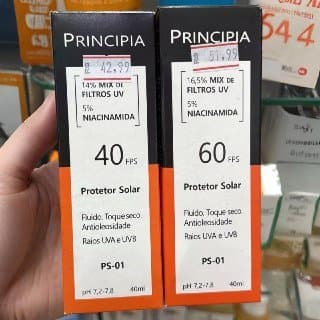 PRINCIPIA
R 42,99
14% MIX DE
FILTROS UV
5%
NIACINAMIDA
40 FPS
Protetor Solar
Fluido. Toque seco.
Antioleosidade
Raios UVA e UVB
PS-01
pH 7,2-7,8 40ml
PRINCIPIA
51,99
16,5% MIX DE
FILTROS UV
5%
NIACINAMIDA
60 FPS
Protetor Solar
Fluido. Toque seco.
Antioleosidade
Raios UVA e UVB
PS-01
pH 7,2-7,8 40ml
54 4